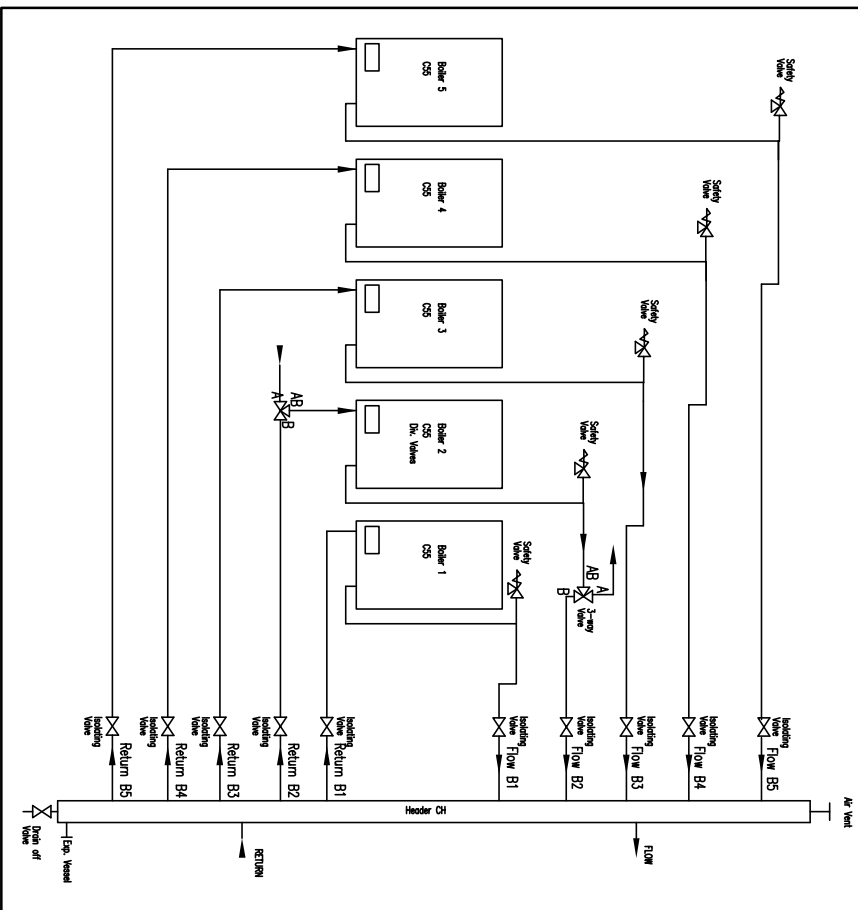 Boiler 5
C55
Safety
Valve
Boiler 4
C55
Safety
Valve
Boiler 3
C55
Safety
Valve
AB
A
B
Boiler 2
C55
Div. Valves
Safety
Valve
Boiler 1
C55
Safety
Valve
AB
A
B
3-way
Valve
Isolating
Valve
Return B5
Isolating
Valve
Return B4
Isolating
Valve
Return B3
Isolating
Valve
Return B2
Isolating
Valve
Return B1
Isolating
Valve
Flow B1
Isolating
Valve
Flow B2
Isolating
Valve
Flow B3
Isolating
Valve
Flow B4
Isolating
Valve
Flow B5
Air Vent
Header CH
Drain off
Valve
Exp. Vessel
RETURN
FLOW